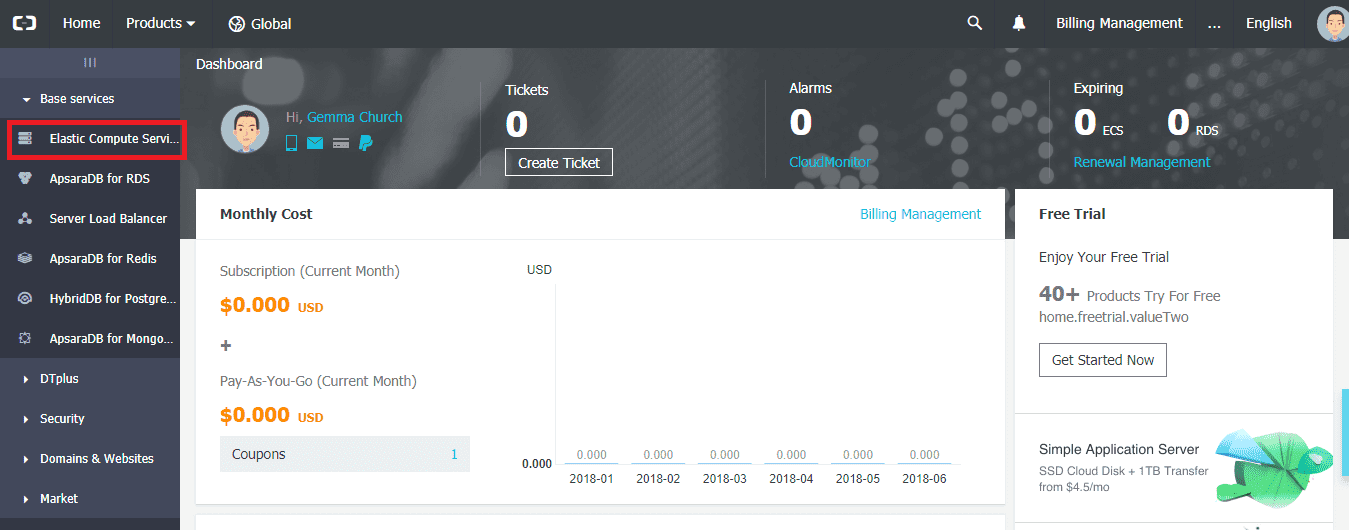 Home
Products
Global
Billing Management
...
English
Base services
Elastic Compute Servi...
ApsaraDB for RDS
Server Load Balancer
ApsaraDB for Redis
HybridDB for Postgre...
ApsaraDB for Mongo...
DTplus
Security
Domains & Websites
Market
Dashboard
Hi, Gemma Church
Tickets
0
Create Ticket
Alarms
0
CloudMonitor
Expiring
0 ECS 0 RDS
Renewal Management
Monthly Cost
Billing Management
Subscription (Current Month)
$0.000 USD
+
Pay-As-You-Go (Current Month)
$0.000 USD
Coupons 1
USD
0.000
0.000 0.000 0.000 0.000 0.000 0.000
2018-01 2018-02 2018-03 2018-04 2018-05 2018-06
Free Trial
Enjoy Your Free Trial
40+ Products Try For Free
home.freetrial.valueTwo
Get Started Now
Simple Application Server
SSD Cloud Disk + 1TB Transfer
from $4.5/mo